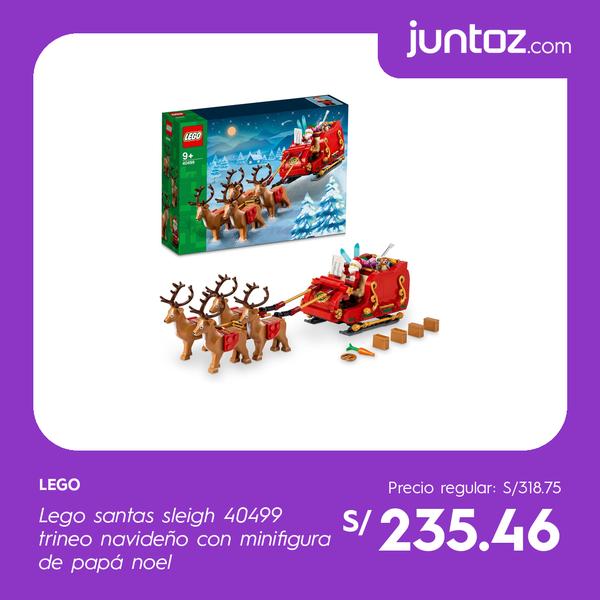 juntoz.com
LEGO
9+
40499
LEGO
Precio regular: S/318.75
Lego santas sleigh 40499
trineo navideño con minifigura
de papá noel
S/ 235.46